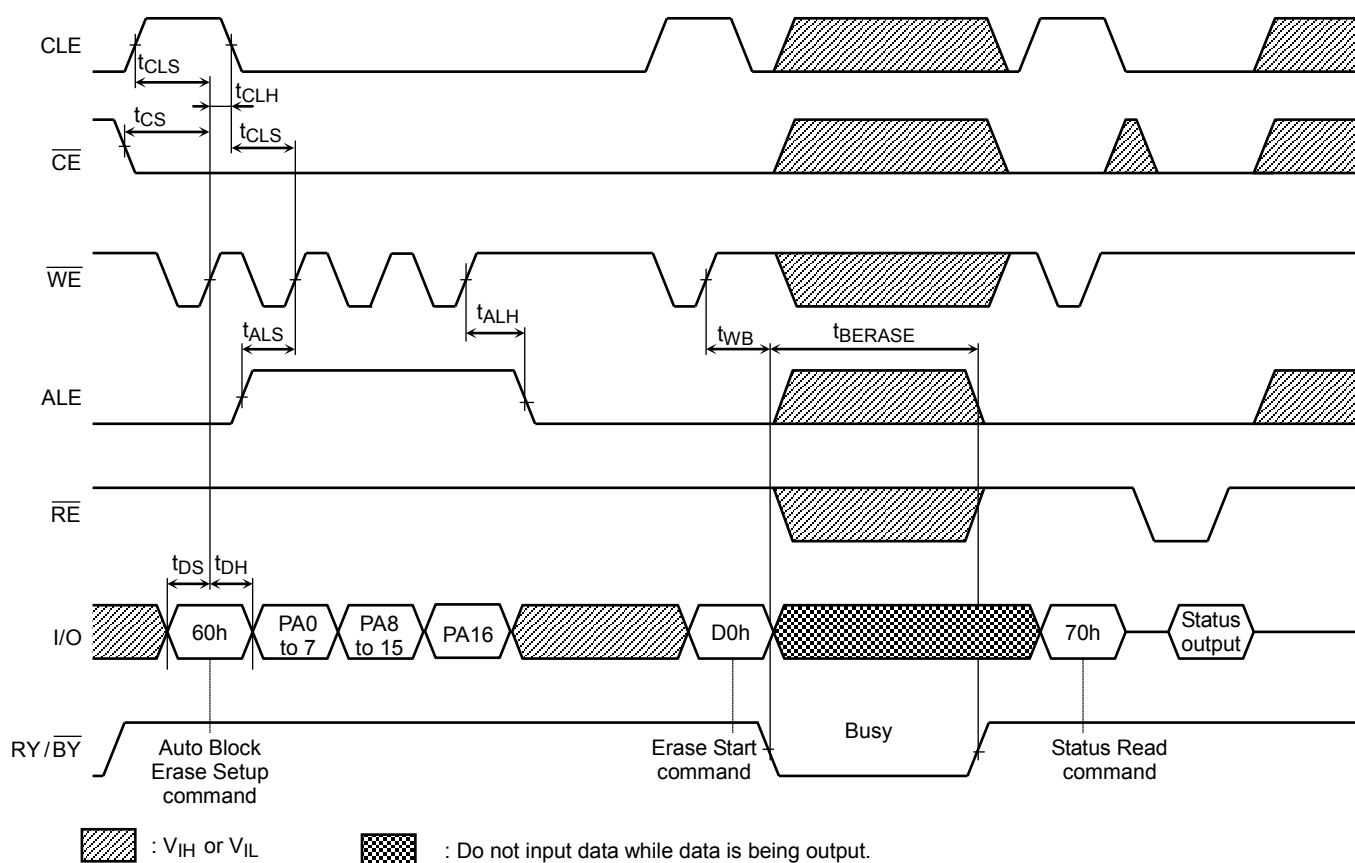 CLE
tCLS
tCLH
tCS
tCLS
CE
WE
tALS
tALH
tWB
tBERASE
ALE
RE
tDS
tDH
I/O
60h
PA0
to 7
PA8
to 15
PA16
D0h
70h
Status
output
RY/BY
Busy
Auto Block
Erase Setup
command
Erase Start
command
Status Read
command
: VIH or VIL
: Do not input data while data is being output.